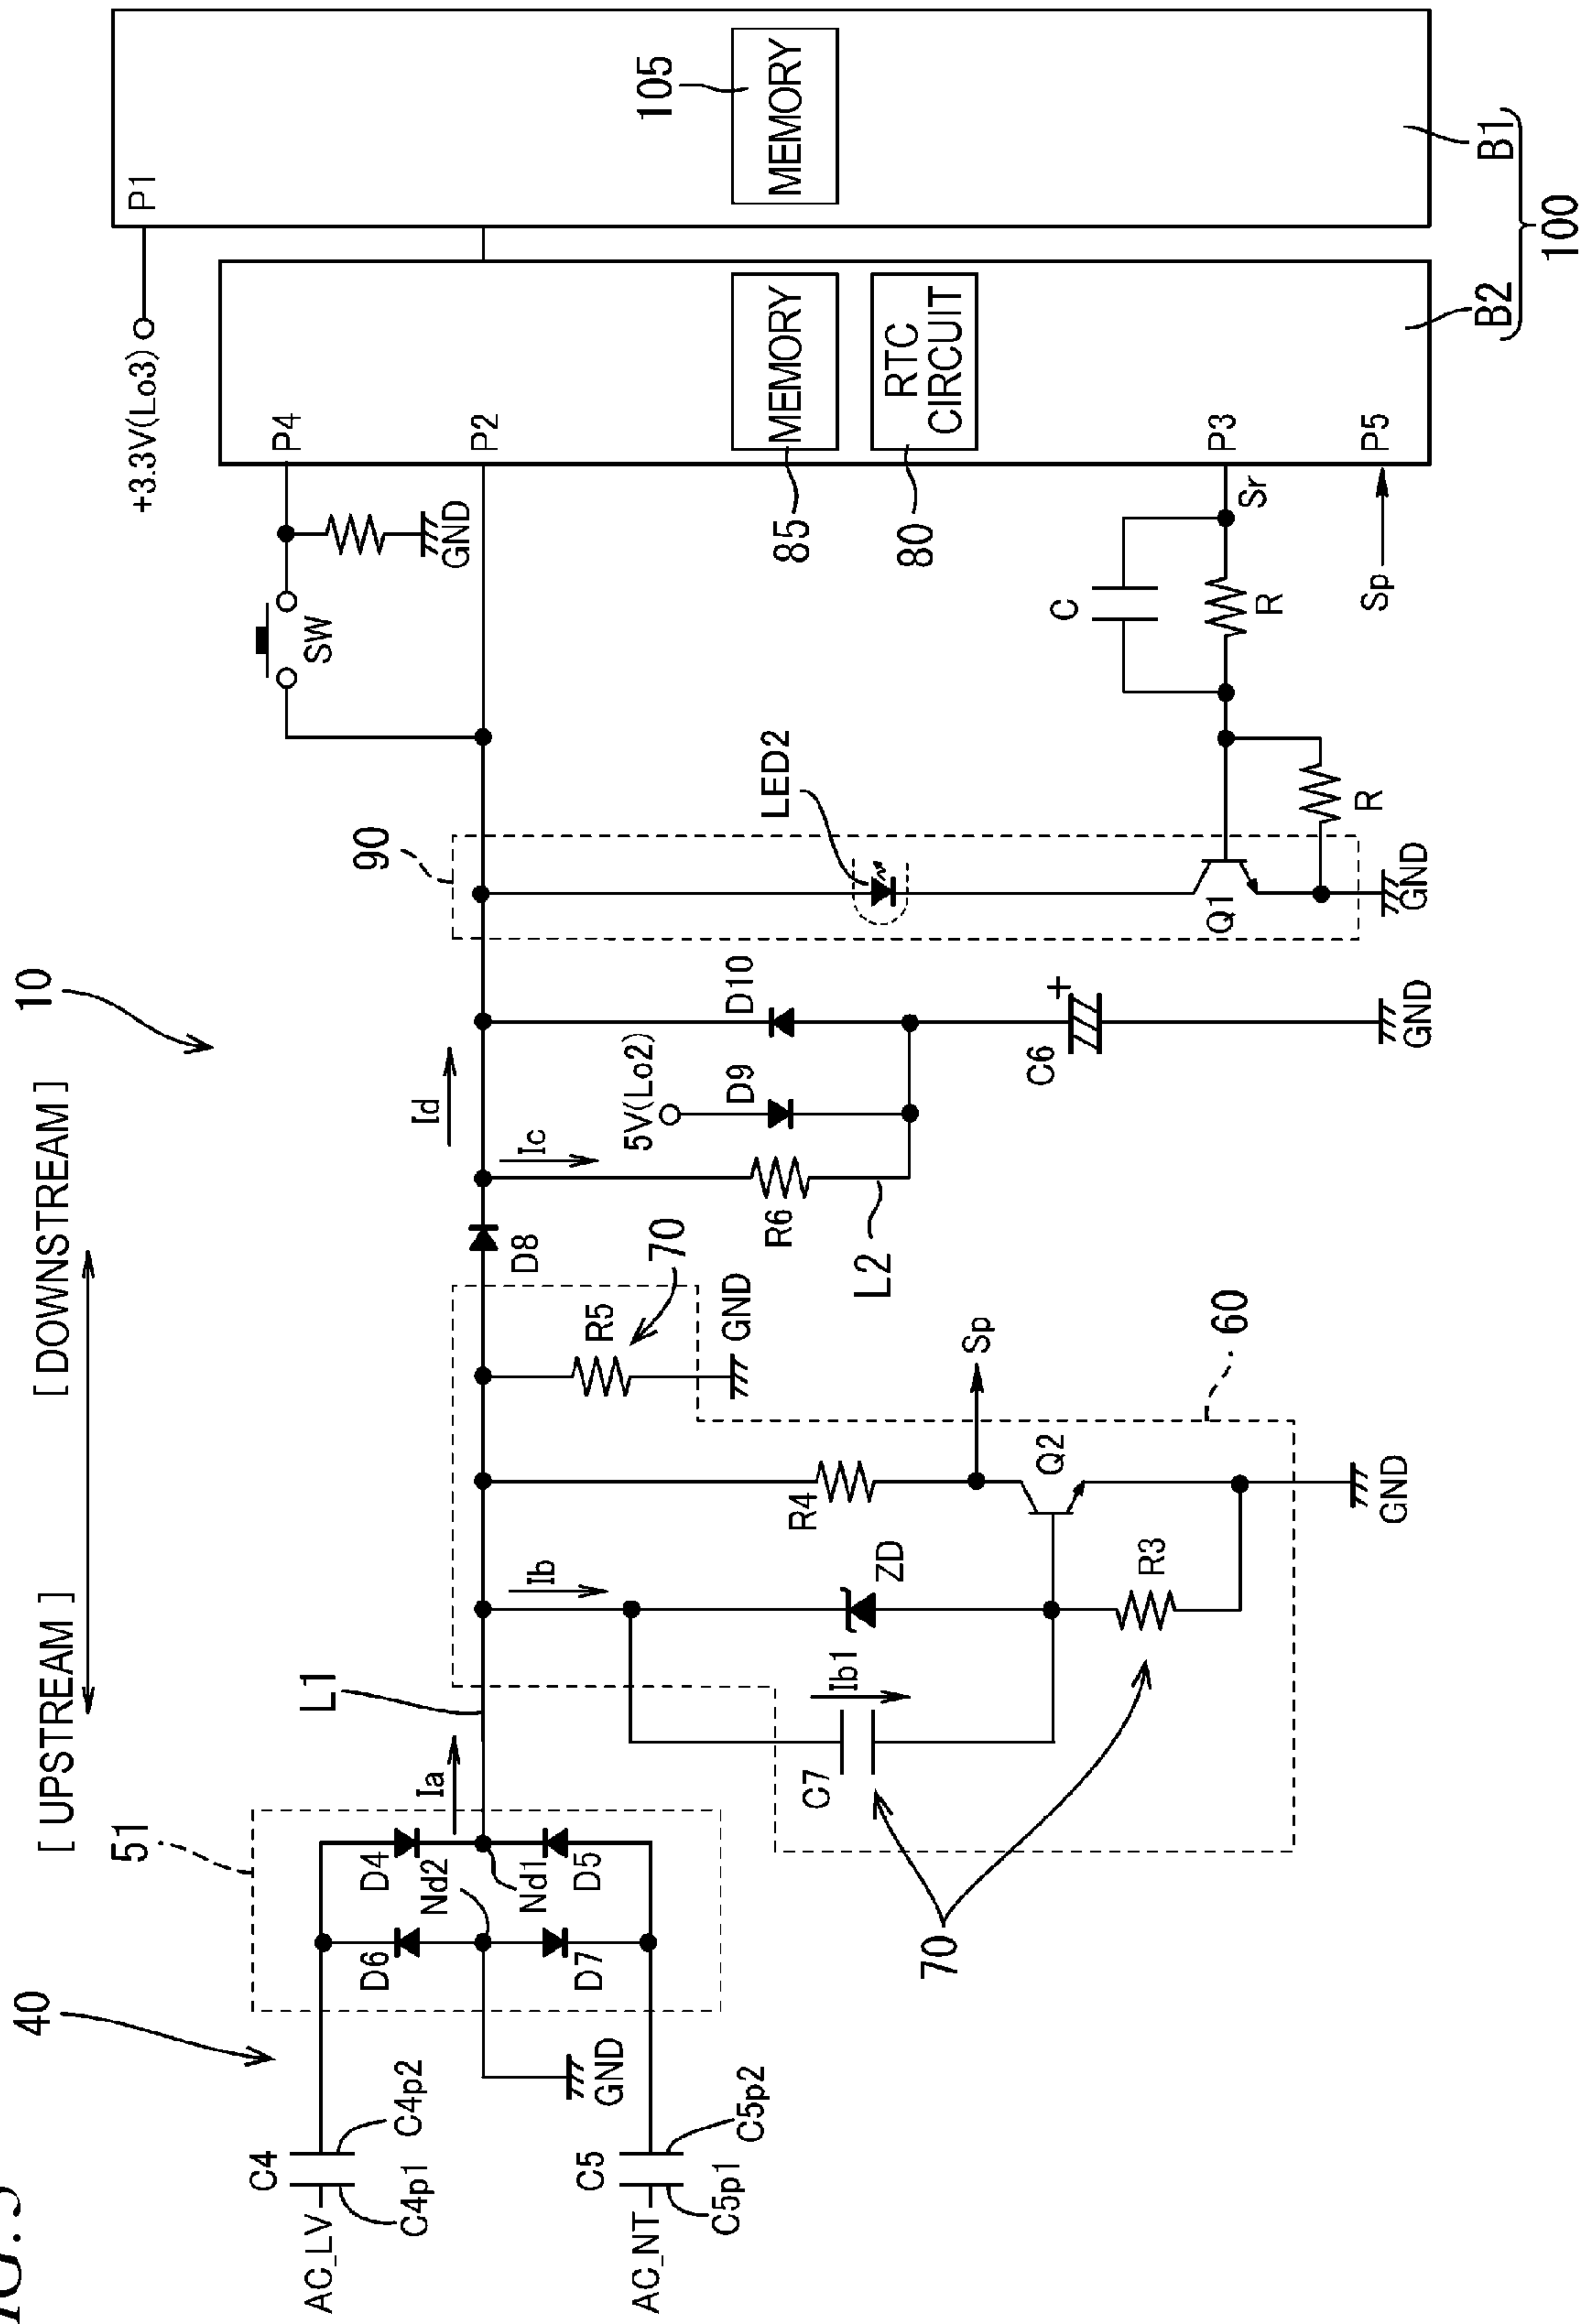 10
[ UPSTREAM ]
[ DOWNSTREAM ]
40
51
C4
C4p1
C4p2
AC_LV
C5
C5p1
C5p2
AC_NT
GND
D6
D4
Nd2
Nd1
D7
D5
Ia
L1
Ib
C7
Ib1
ZD
R3
70
R4
Q2
Sp
GND
60
R5
70
GND
D8
Id
Ic
R6
L2
5V(Lo2)
D9
D10
C6
+
GND
90
LED2
Q1
GND
R
C
R
Sr
SW
GND
Sp
+3.3V(Lo3)
P4
P2
85
MEMORY
80
RTC
CIRCUIT
P3
P5
B2
P1
105
MEMORY
B1
100